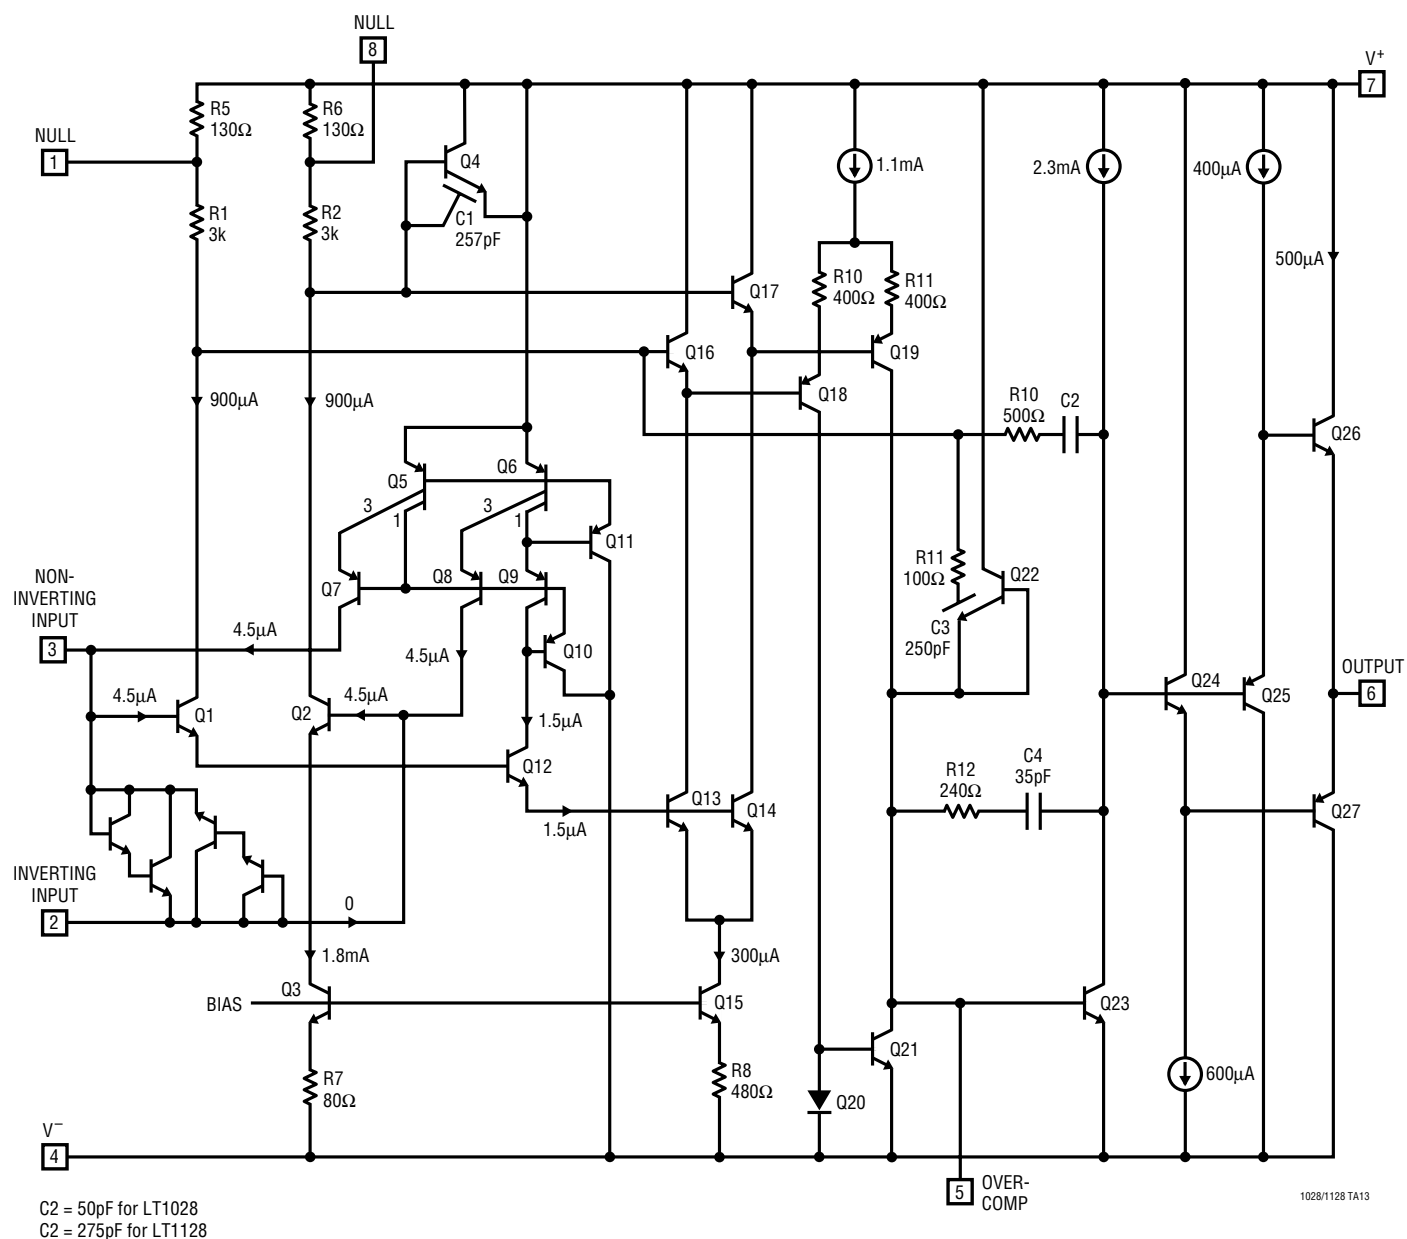 NULL
8
V+
7
R5
130Ω
R6
130Ω
NULL
1
Q4
1.1mA
2.3mA
400µA
R1
3k
R2
3k
C1
257pF
500µA
R10
400Ω
R11
400Ω
Q17
Q16
Q19
Q18
900µA
900µA
R10
500Ω
C2
Q26
Q5
Q6
3
1
3
1
Q11
R11
100Ω
Q22
NON-
INVERTING
INPUT
3
Q7
Q8
Q9
C3
250pF
4.5µA
4.5µA
Q10
OUTPUT
6
4.5µA
Q1
Q2
4.5µA
1.5µA
Q24
Q25
Q12
R12
240Ω
C4
35pF
1.5µA
Q13
Q14
Q27
INVERTING
INPUT
2
0
1.8mA
300µA
BIAS
Q3
Q15
Q23
Q21
R7
80Ω
R8
480Ω
Q20
600µA
V–
4
5
OVER-
COMP
1028/1128 TA13
C2 = 50pF for LT1028
C2 = 275pF for LT1128